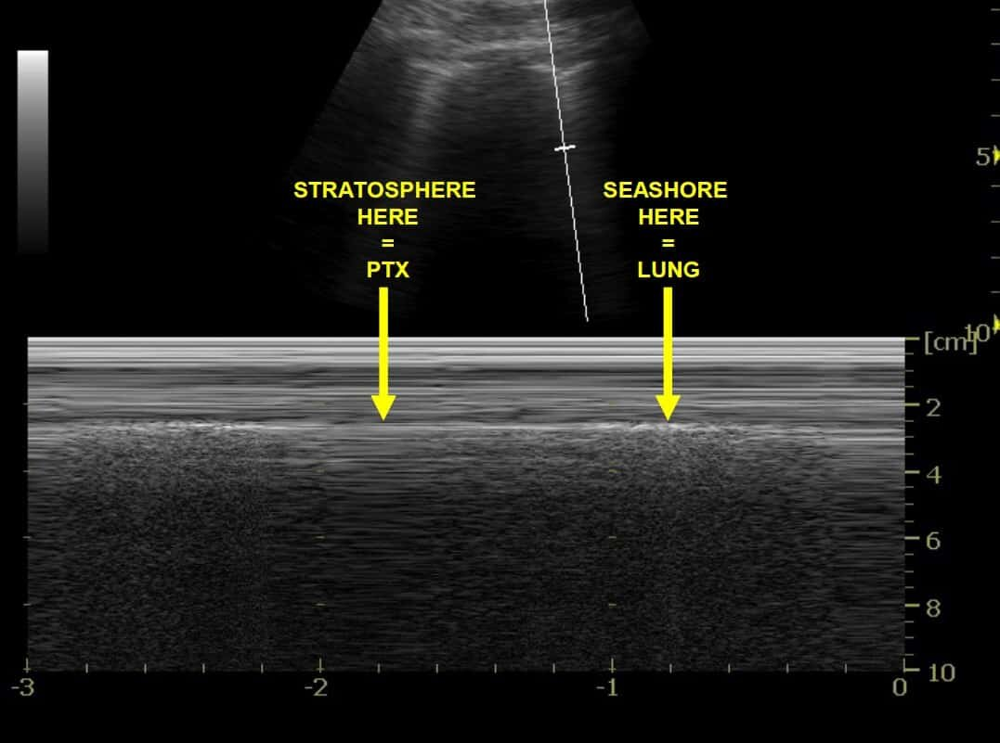 5
STRATOSPHERE
HERE
=
PTX
SEASHORE
HERE
=
LUNG
10
[cm]
2
4
6
8
10
-3
-2
-1
0